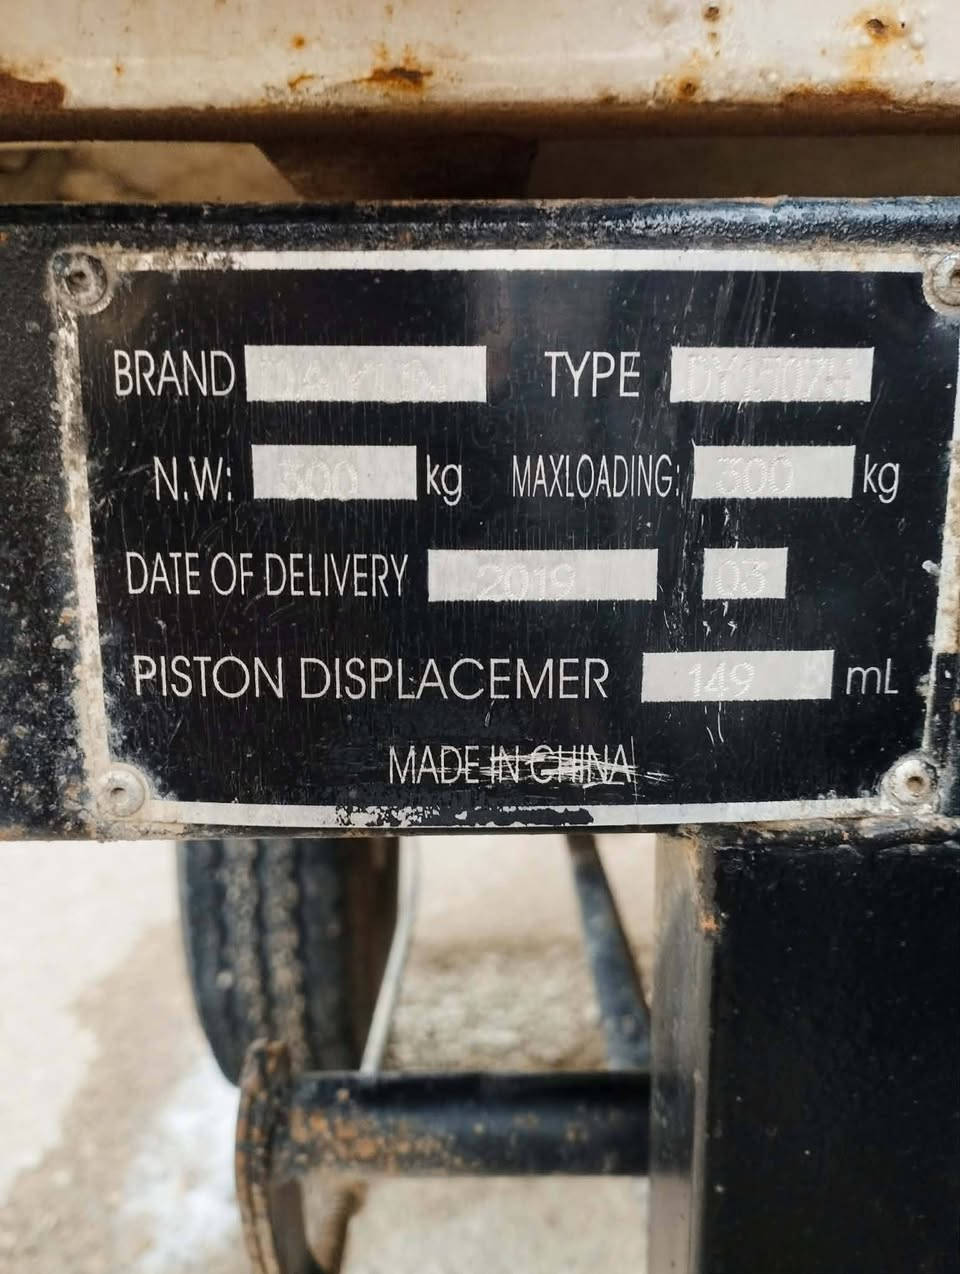 BRAND DAYUN TYPE DY150ZH
N.W: 300 kg MAXLOADING: 300 kg
DATE OF DELIVERY 2019 03
PISTON DISPLACEMER 149 mL
MADE IN CHINA